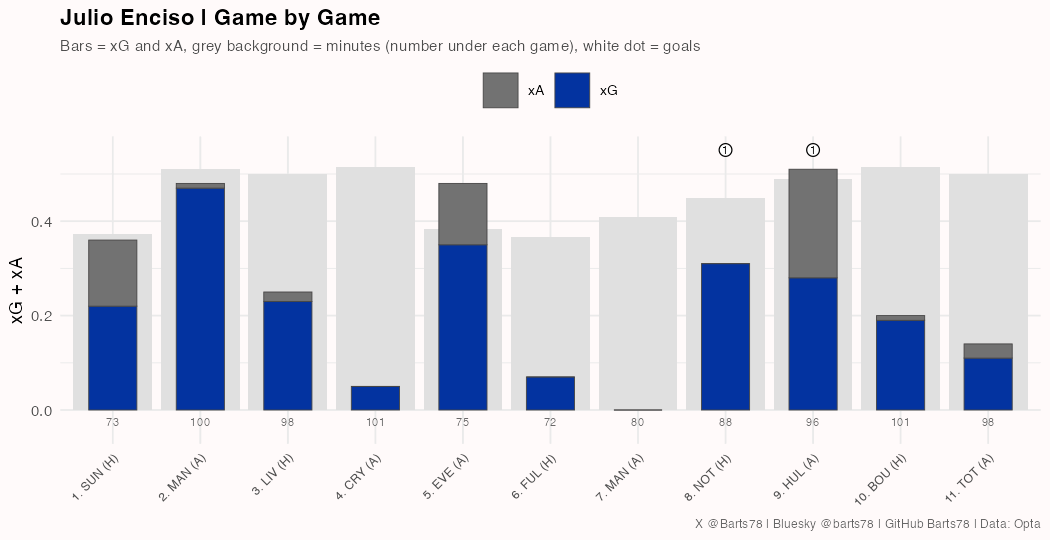 Julio Enciso | Game by Game
Bars = xG and xA, grey background = minutes (number under each game), white dot = goals
xA xG
1 1
xG + xA
0.4
0.2
0.0
73 100 98 101 75 72 80 88 96 101 98
1. SUN (H) 2. MAN (A) 3. LIV (H) 4. CRY (A) 5. EVE (A) 6. FUL (H) 7. MAN (A) 8. NOT (H) 9. HUL (A) 10. BOU (H) 11. TOT (A)
X @Barts78 | Bluesky @barts78 | GitHub Barts78 | Data: Opta